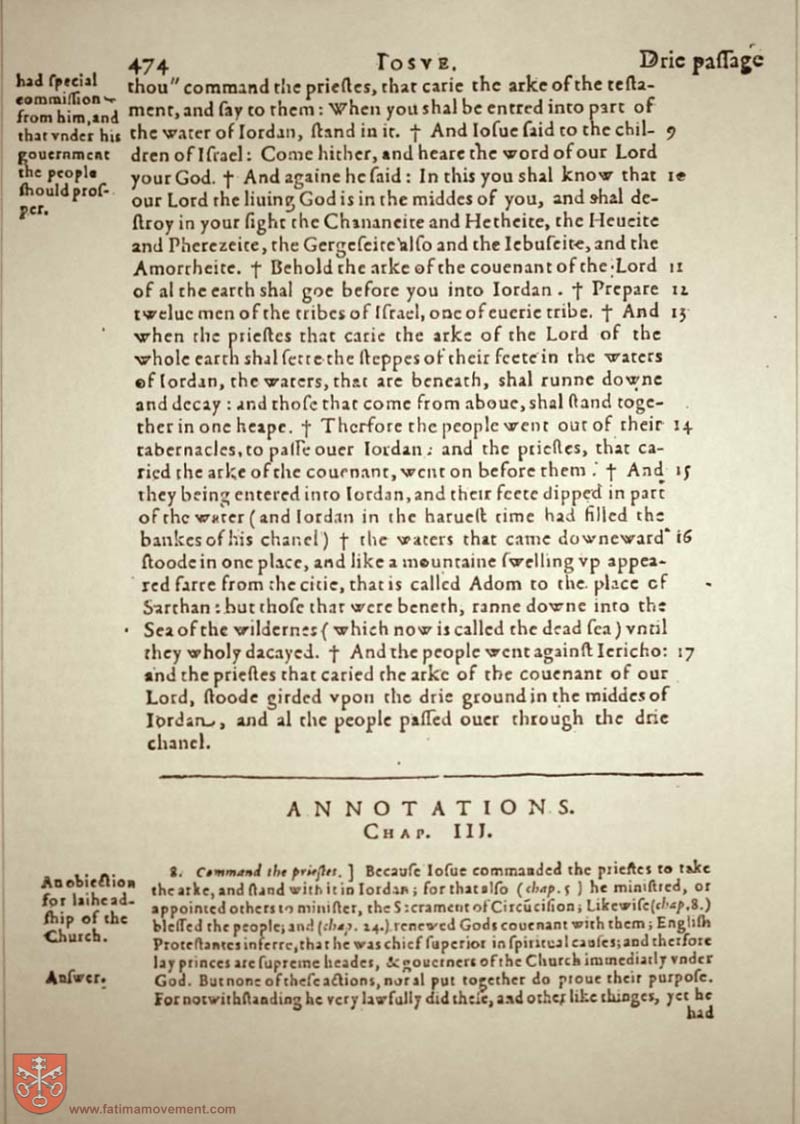 474 IOSVE. Drie paſſage
had ſpecial
commiſſion
from him, and
that vnder his
gouernment
the people
ſhould proſ-
per.
thou" command the prieſtes, that carie the arke of the teſta-
ment, and ſay to them: When you shal be entred into part of
the water of Iordan, ſtand in it. † And Ioſue ſaid to the chil- 9
dren of Iſrael: Come hither, and heare the word of our Lord
your God. † And againe he ſaid: In this you shal know that 10
our Lord the liuing God is in the middes of you, and shal de-
ſtroy in your ſight the Chananeite and Hetheite, the Heueite
and Pherezeite, the Gergeſeite alſo and the Iebuſeite, and the
Amorrheite. † Behold the arke of the couenant of the Lord 11
of al the earth shal goe before you into Iordan. † Prepare 12
twelue men of the tribes of Iſrael, one of euerie tribe. † And 13
when the prieſtes that carie the arke of the Lord of the
whole earth shal ſette the ſteppes of their feete in the waters
of Iordan, the waters, that are beneath, shal runne downe
and decay: and thoſe that come from aboue, shal ſtand toge-
ther in one heape. † Therfore the people went out of their 14
tabernacles, to paſſe ouer Iordan: and the prieſtes, that ca-
ried the arke of the couenant, went on before them. † And 15
they being entered into Iordan, and their feete dipped in part
of the water (and Iordan in the harueſt time had filled the
bankes of his chanel) † the waters that came downeward 16
ſtoode in one place, and like a mountaine ſwelling vp appea-
red farre from the citie, that is called Adom to the place of
Sarthan: but thoſe that were beneth, ranne downe into the
Sea of the wildernes (which now is called the dead ſea) vntil
they wholy dacayed. † And the people went againſt Iericho: 17
and the prieſtes that caried the arke of the couenant of our
Lord, ſtoode girded vpon the drie ground in the middes of
Iordan, and al the people paſſed ouer through the drie
chanel.
ANNOTATIONS.
CHAP. III.
An obiection
for laihead-
ſhip of the
Church.
Anſwer.
8. Command the prieſtes.] Becauſe Ioſue commanded the prieſtes to take
the arke, and ſtand with it in Iordan; for that alſo (chap. 5) he miniſtred, or
appointed others to miniſter, the Sacrament of Circũciſion; Likewiſe (chap. 8.)
bleſſed the people; and (chap. 24.) renewed Gods couenant with them; Engliſh
Proteſtantes inferre, that he was chief ſuperior in ſpiritual cauſes; and therfore
lay princes are ſupreme heades, & gouerners of the Church immediatly vnder
God. But none of theſe actions, nor al put together do proue their purpoſe.
For notwithſtanding he very lawfully did theſe, and other like thinges, yet he
had
www.fatimamovement.com